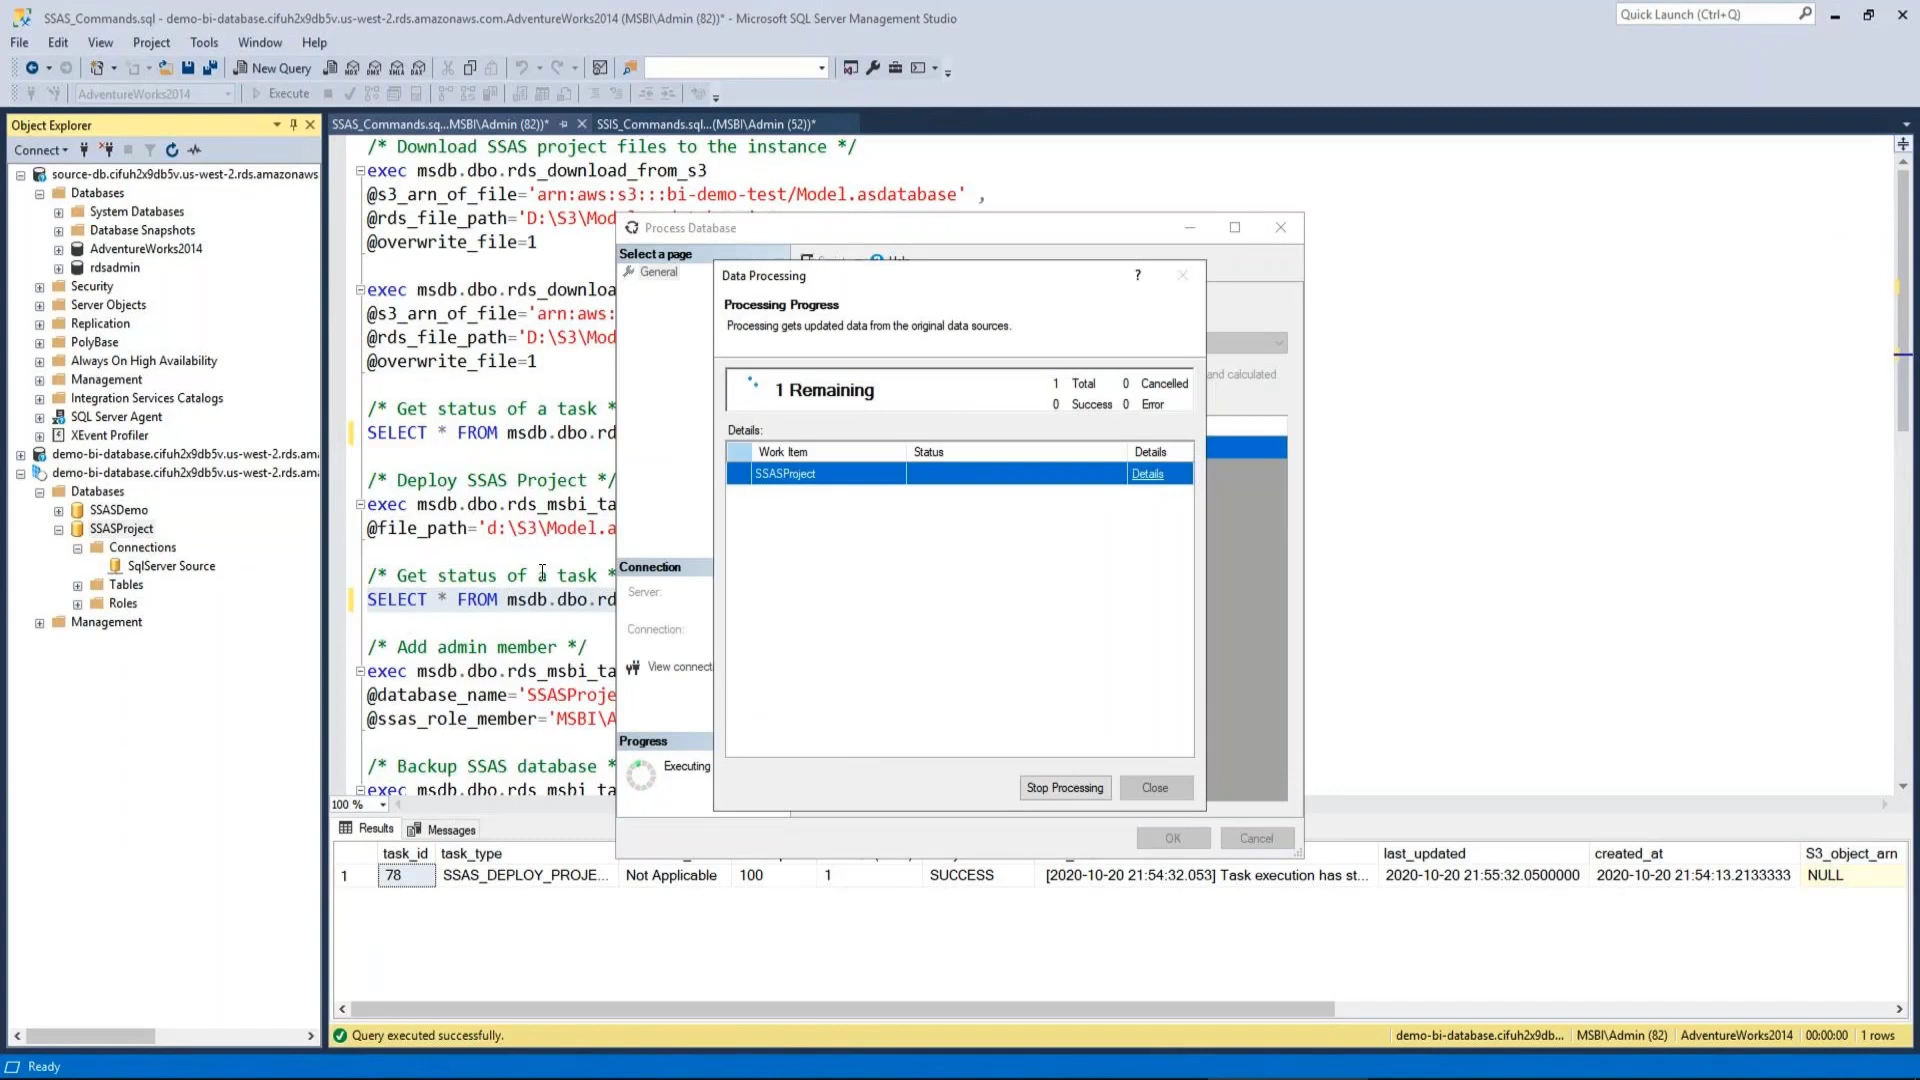 SSAS_Commands.sql - demo-bi-database.cifuh2x9db5v.us-west-2.rds.amazonaws.com.AdventureWorks2014 (MSBI\Admin (82))* - Microsoft SQL Server Management Studio
Quick Launch (Ctrl+Q)
File Edit View Project Tools Window Help
New Query
AdventureWorks2014
Execute
Object Explorer
Connect
source-db.cifuh2x9db5v.us-west-2.rds.amazonaws
Databases
System Databases
Database Snapshots
AdventureWorks2014
rdsadmin
Security
Server Objects
Replication
PolyBase
Always On High Availability
Management
Integration Services Catalogs
SQL Server Agent
XEvent Profiler
demo-bi-database.cifuh2x9db5v.us-west-2.rds.ama
demo-bi-database.cifuh2x9db5v.us-west-2.rds.ama
Databases
SSASDemo
SSASProject
Connections
SqlServer Source
Tables
Roles
Management
SSAS_Commands.sq...MSBI\Admin (82))*
SSIS_Commands.sql...(MSBI\Admin (52))*
/* Download SSAS project files to the instance */
exec msdb.dbo.rds_download_from_s3
@s3_arn_of_file='arn:aws:s3:::bi-demo-test/Model.asdatabase' ,
@rds_file_path='D:\S3\Mod
@overwrite_file=1
exec msdb.dbo.rds_downloa
@s3_arn_of_file='arn:aws:
@rds_file_path='D:\S3\Mod
@overwrite_file=1
/* Get status of a task *
SELECT * FROM msdb.dbo.rd
/* Deploy SSAS Project */
exec msdb.dbo.rds_msbi_ta
@file_path='d:\S3\Model.a
/* Get status of a task *
SELECT * FROM msdb.dbo.rd
/* Add admin member */
exec msdb.dbo.rds_msbi_ta
@database_name='SSASProje
@ssas_role_member='MSBI\A
/* Backup SSAS database *
exec msdb.dbo.rds_msbi_ta
100 %
Process Database
Select a page
General
and calculated
Connection
Server:
Connection:
View connect
Progress
Executing
OK Cancel
Data Processing
?
Processing Progress
Processing gets updated data from the original data sources.
1 Remaining
1 Total 0 Cancelled
0 Success 0 Error
Details:
Work Item Status Details
SSASProject Details
Stop Processing Close
Results Messages
task_id task_type last_updated created_at S3_object_arn
1 78 SSAS_DEPLOY_PROJE... Not Applicable 100 1 SUCCESS [2020-10-20 21:54:32.053] Task execution has st... 2020-10-20 21:55:32.0500000 2020-10-20 21:54:13.2133333 NULL
Query executed successfully.
demo-bi-database.cifuh2x9db... MSBI\Admin (82) AdventureWorks2014 00:00:00 1 rows
Ready